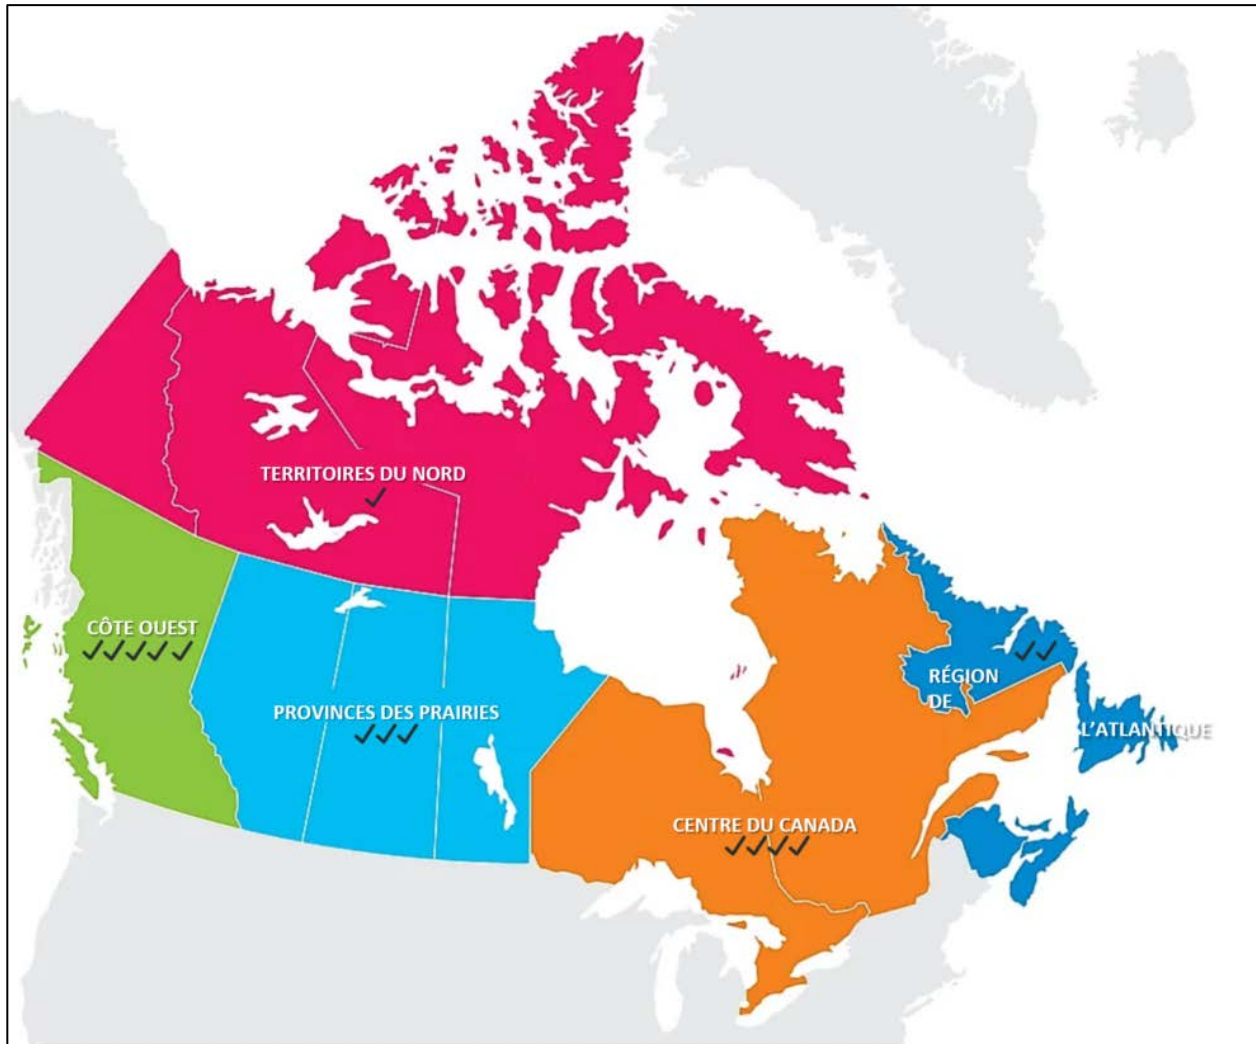 TERRITOIRES DU NORD
✓
CÔTE OUEST
✓✓✓✓✓
PROVINCES DES PRAIRIES
✓✓✓
✓✓
RÉGION
DE
L'ATLANTIQUE
CENTRE DU CANADA
✓✓✓✓